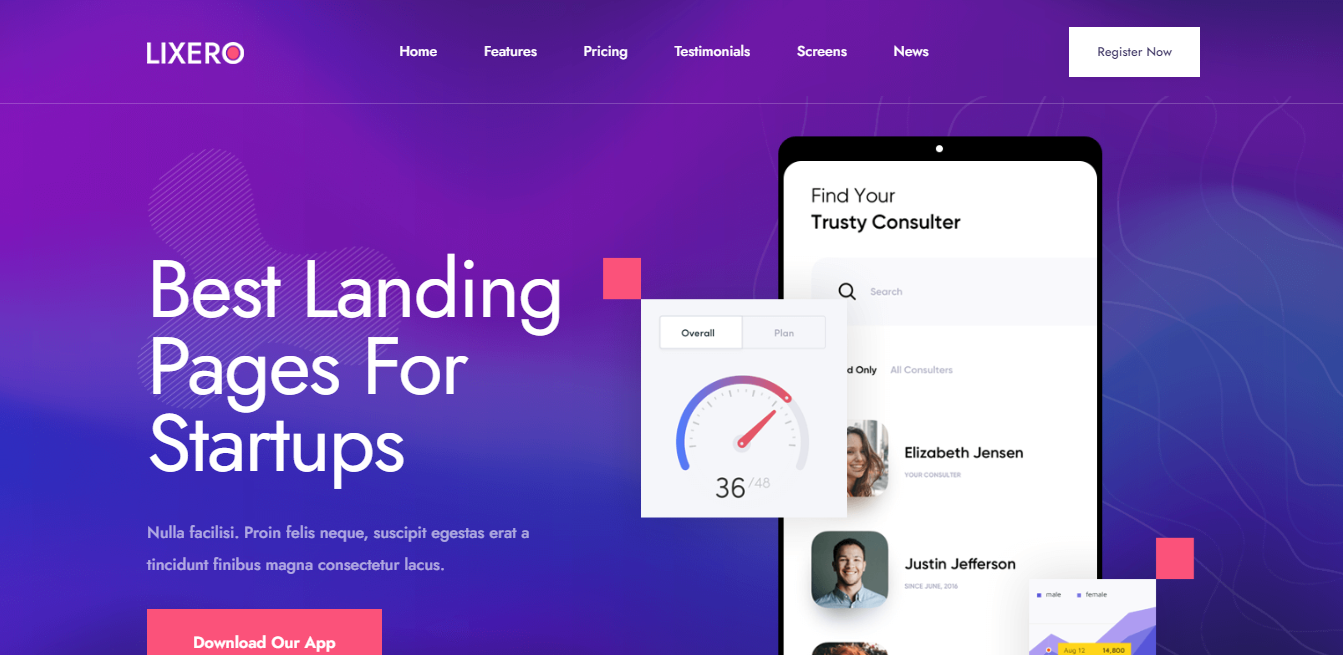 LIXERO
Home
Features
Pricing
Testimonials
Screens
News
Register Now
Best Landing
Pages For
Startups
Nulla facilisi. Proin felis neque, suscipit egestas erat a
tincidunt finibus magna consectetur lacus.
Download Our App
Find Your
Trusty Consulter
Search
Overall
Plan
36 /48
d Only
All Consulters
Elizabeth Jensen
YOUR CONSULTER
Justin Jefferson
SINCE JUNE, 2016
male
female
Aug 12
14,800